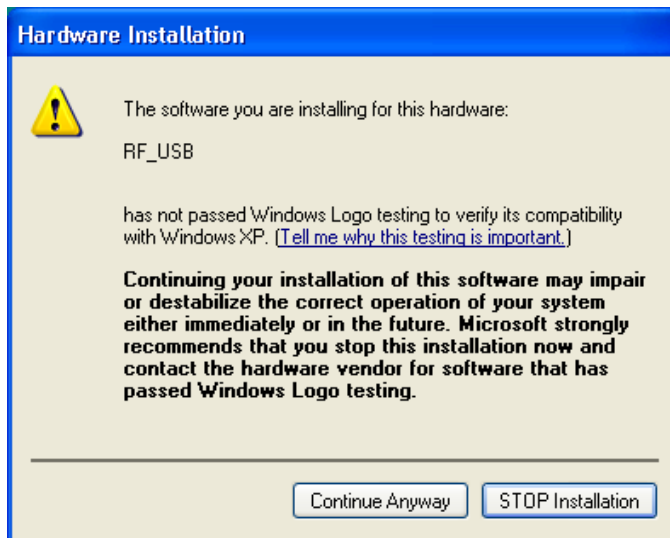 Hardware Installation
The software you are installing for this hardware:
RF_USB
has not passed Windows Logo testing to verify its compatibility
with Windows XP. (Tell me why this testing is important.)
Continuing your installation of this software may impair
or destabilize the correct operation of your system
either immediately or in the future. Microsoft strongly
recommends that you stop this installation now and
contact the hardware vendor for software that has
passed Windows Logo testing.
Continue Anyway
STOP Installation